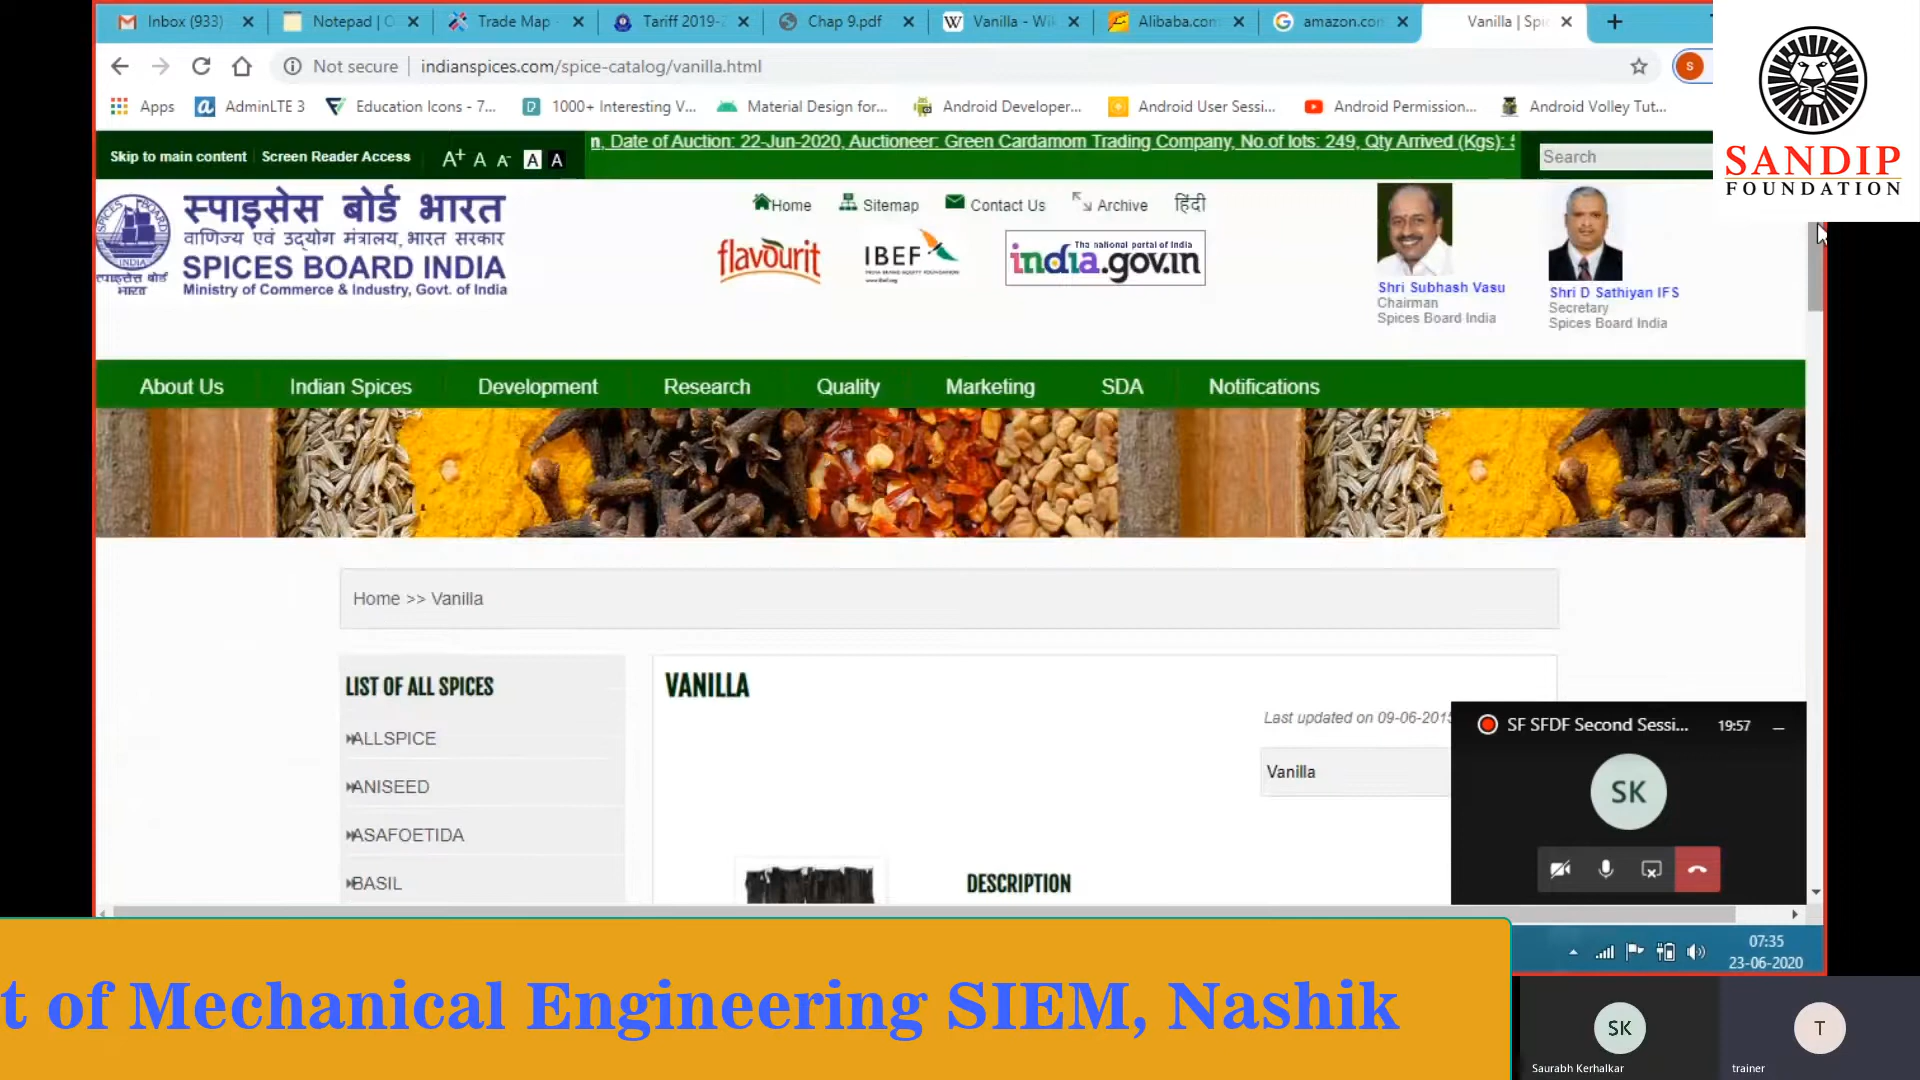 Inbox (933)
Notepad | O
Trade Map
Tariff 2019-
Chap 9.pdf
Vanilla - Wi
Alibaba.com
amazon.com
Vanilla | Spi
Not secure
indianspices.com/spice-catalog/vanilla.html
S
Apps
AdminLTE 3
Education Icons - 7...
1000+ Interesting V...
Material Design for...
Android Developer...
Android User Sessi...
Android Permission...
Android Volley Tut...
SANDIP
FOUNDATION
Skip to main content
Screen Reader Access
A+ A A- A A
n, Date of Auction: 22-Jun-2020, Auctioneer: Green Cardamom Trading Company, No.of lots: 249, Qty Arrived (Kgs):
Search
स्पाइसेस बोर्ड भारत
वाणिज्य एवं उद्योग मंत्रालय, भारत सरकार
SPICES BOARD INDIA
Ministry of Commerce & Industry, Govt. of India
स्पाइसेस बोर्ड
भारत
Home
Sitemap
Contact Us
Archive
हिंदी
flavourit
IBEF
The national portal of India
india.gov.in
Shri Subhash Vasu
Chairman
Spices Board India
Shri D Sathiyan IFS
Secretary
Spices Board India
About Us
Indian Spices
Development
Research
Quality
Marketing
SDA
Notifications
Home >> Vanilla
LIST OF ALL SPICES
ALLSPICE
ANISEED
ASAFOETIDA
BASIL
VANILLA
Last updated on 09-06-2015
Vanilla
DESCRIPTION
SF SFDF Second Sessi...
19:57
SK
07:35
23-06-2020
t of Mechanical Engineering SIEM, Nashik
SK
Saurabh Kerhalkar
T
trainer